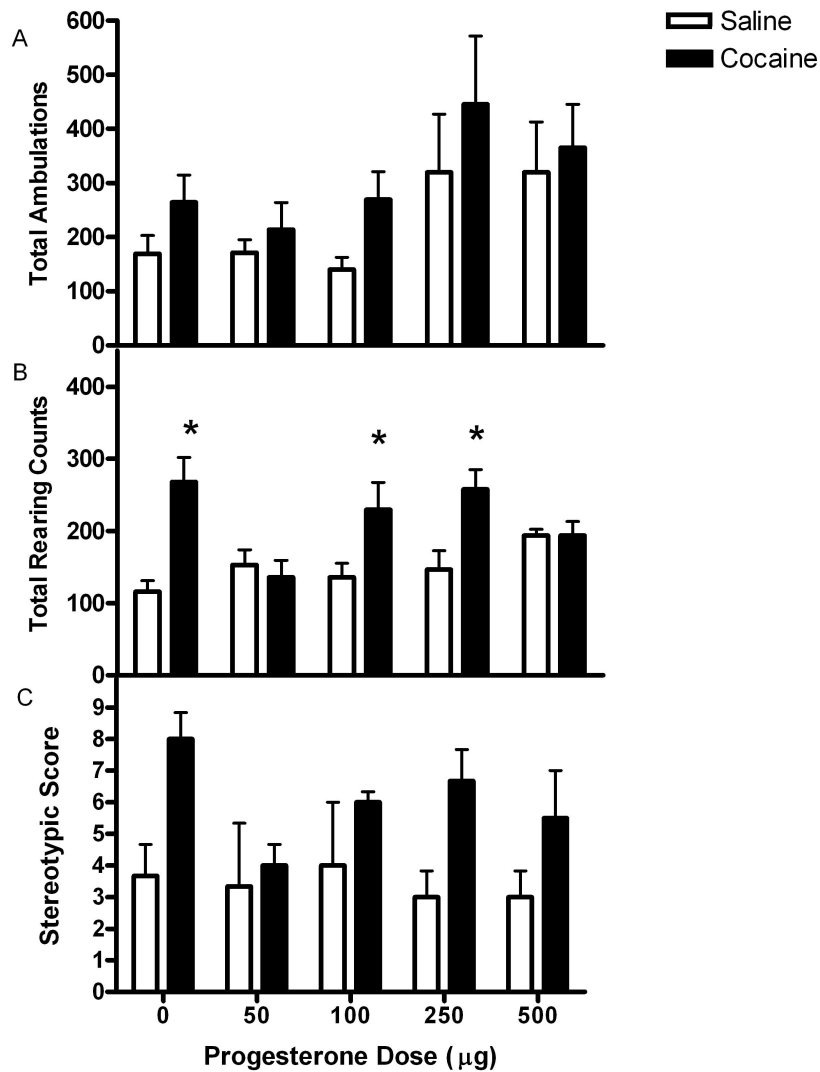 Saline
Cocaine
A
Total Ambulations
600
500
400
300
200
100
0
B
Total Rearing Counts
400
300
200
100
0
* * *
C
Stereotypic Score
9
8
7
6
5
4
3
2
1
0
0 50 100 250 500
Progesterone Dose (μg)